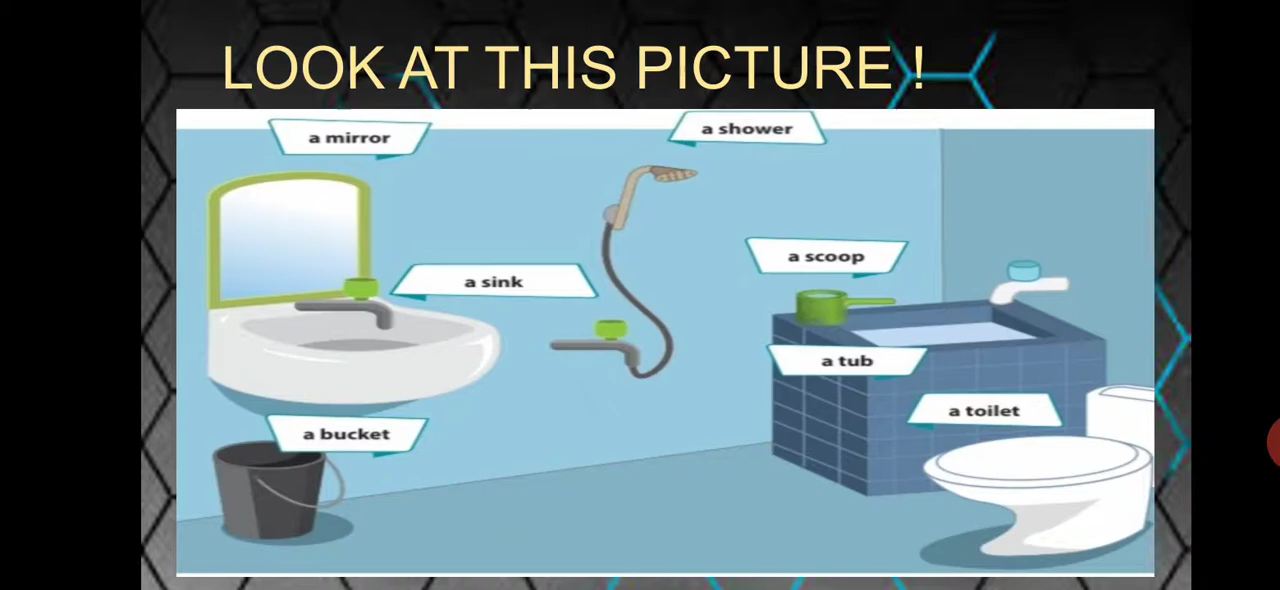 LOOK AT THIS PICTURE !
a mirror
a shower
a scoop
a sink
a tub
a toilet
a bucket